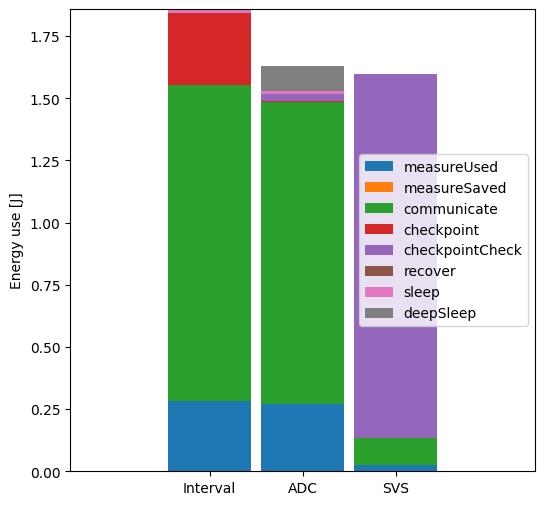 1.75
1.50
1.25
1.00
0.75
0.50
0.25
0.00
Energy use [J]
measureUsed
measureSaved
communicate
checkpoint
checkpointCheck
recover
sleep
deepSleep
Interval
ADC
SVS